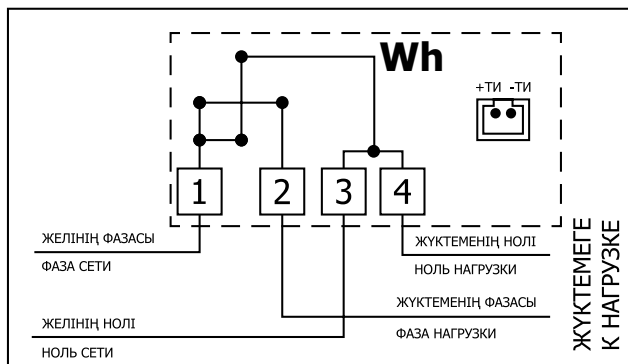 Wh
+ТИ -ТИ
1 2 3 4
ЖЕЛІНІҢ ФАЗАСЫ
ФАЗА СЕТИ
ЖҮКТЕМЕНІҢ НОЛІ
НОЛЬ НАГРУЗКИ
ЖҮКТЕМЕНІҢ ФАЗАСЫ
ФАЗА НАГРУЗКИ
ЖЕЛІНІҢ НОЛІ
НОЛЬ СЕТИ
ЖҮКТЕМЕГЕ
К НАГРУЗКЕ